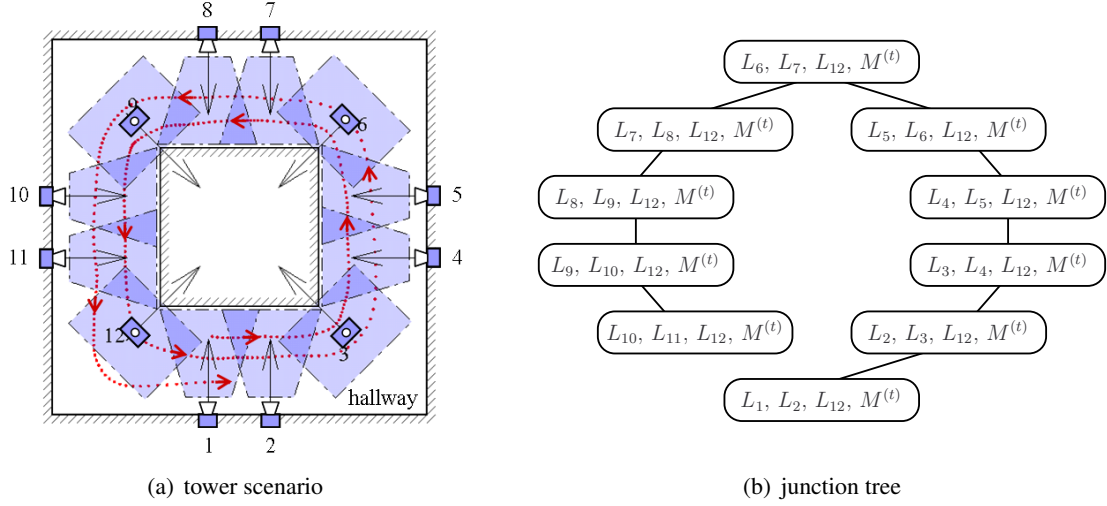 8 7
9 6
10 5
11 4
12 3
hallway
1 2
(a) tower scenario
L₆, L₇, L₁₂, M⁽ᵗ⁾
L₇, L₈, L₁₂, M⁽ᵗ⁾ L₅, L₆, L₁₂, M⁽ᵗ⁾
L₈, L₉, L₁₂, M⁽ᵗ⁾ L₄, L₅, L₁₂, M⁽ᵗ⁾
L₉, L₁₀, L₁₂, M⁽ᵗ⁾ L₃, L₄, L₁₂, M⁽ᵗ⁾
L₁₀, L₁₁, L₁₂, M⁽ᵗ⁾ L₂, L₃, L₁₂, M⁽ᵗ⁾
L₁, L₂, L₁₂, M⁽ᵗ⁾
(b) junction tree